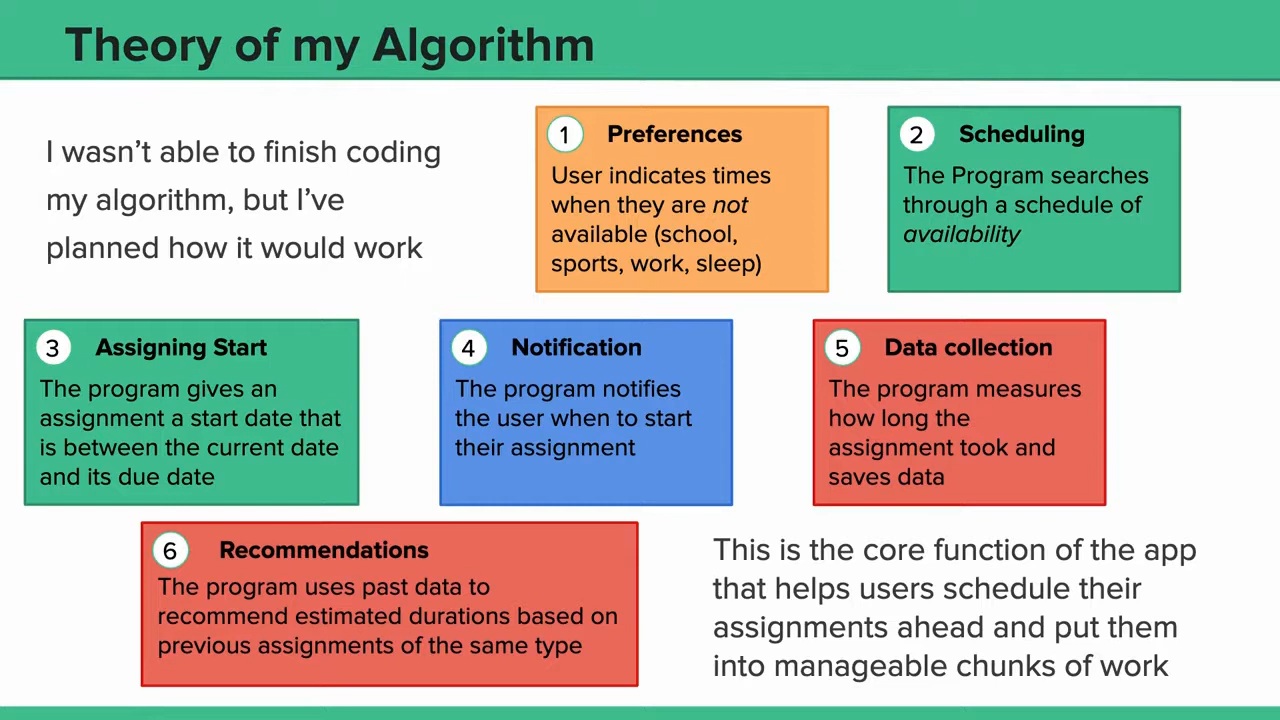 Theory of my Algorithm
I wasn't able to finish coding
my algorithm, but I've
planned how it would work
1 Preferences
User indicates times
when they are not
available (school,
sports, work, sleep)
2 Scheduling
The Program searches
through a schedule of
availability
3 Assigning Start
The program gives an
assignment a start date that
is between the current date
and its due date
4 Notification
The program notifies
the user when to start
their assignment
5 Data collection
The program measures
how long the
assignment took and
saves data
6 Recommendations
The program uses past data to
recommend estimated durations based on
previous assignments of the same type
This is the core function of the app
that helps users schedule their
assignments ahead and put them
into manageable chunks of work